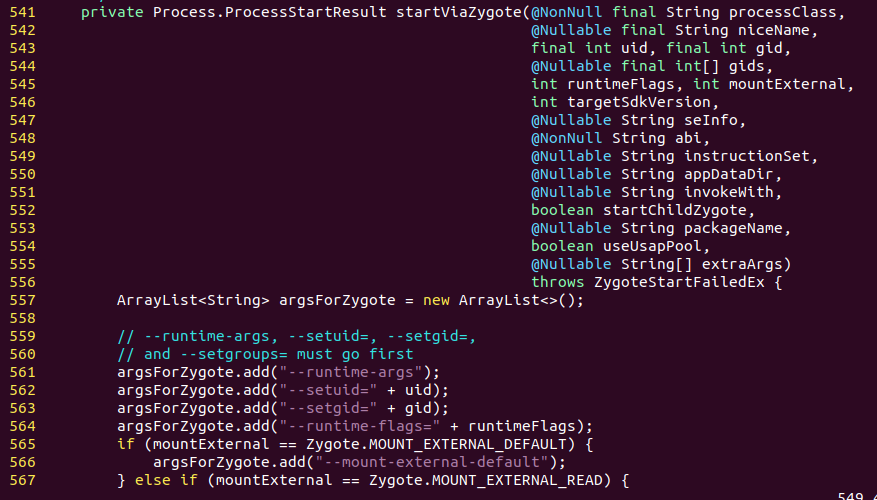 541     private Process.ProcessStartResult startViaZygote(@NonNull final String processClass,
542                                                       @Nullable final String niceName,
543                                                       final int uid, final int gid,
544                                                       @Nullable final int[] gids,
545                                                       int runtimeFlags, int mountExternal,
546                                                       int targetSdkVersion,
547                                                       @Nullable String seInfo,
548                                                       @NonNull String abi,
549                                                       @Nullable String instructionSet,
550                                                       @Nullable String appDataDir,
551                                                       @Nullable String invokeWith,
552                                                       boolean startChildZygote,
553                                                       @Nullable String packageName,
554                                                       boolean useUsapPool,
555                                                       @Nullable String[] extraArgs)
556                                                       throws ZygoteStartFailedEx {
557         ArrayList<String> argsForZygote = new ArrayList<>();
558
559         // --runtime-args, --setuid=, --setgid=,
560         // and --setgroups= must go first
561         argsForZygote.add("--runtime-args");
562         argsForZygote.add("--setuid=" + uid);
563         argsForZygote.add("--setgid=" + gid);
564         argsForZygote.add("--runtime-flags=" + runtimeFlags);
565         if (mountExternal == Zygote.MOUNT_EXTERNAL_DEFAULT) {
566             argsForZygote.add("--mount-external-default");
567         } else if (mountExternal == Zygote.MOUNT_EXTERNAL_READ) {
549